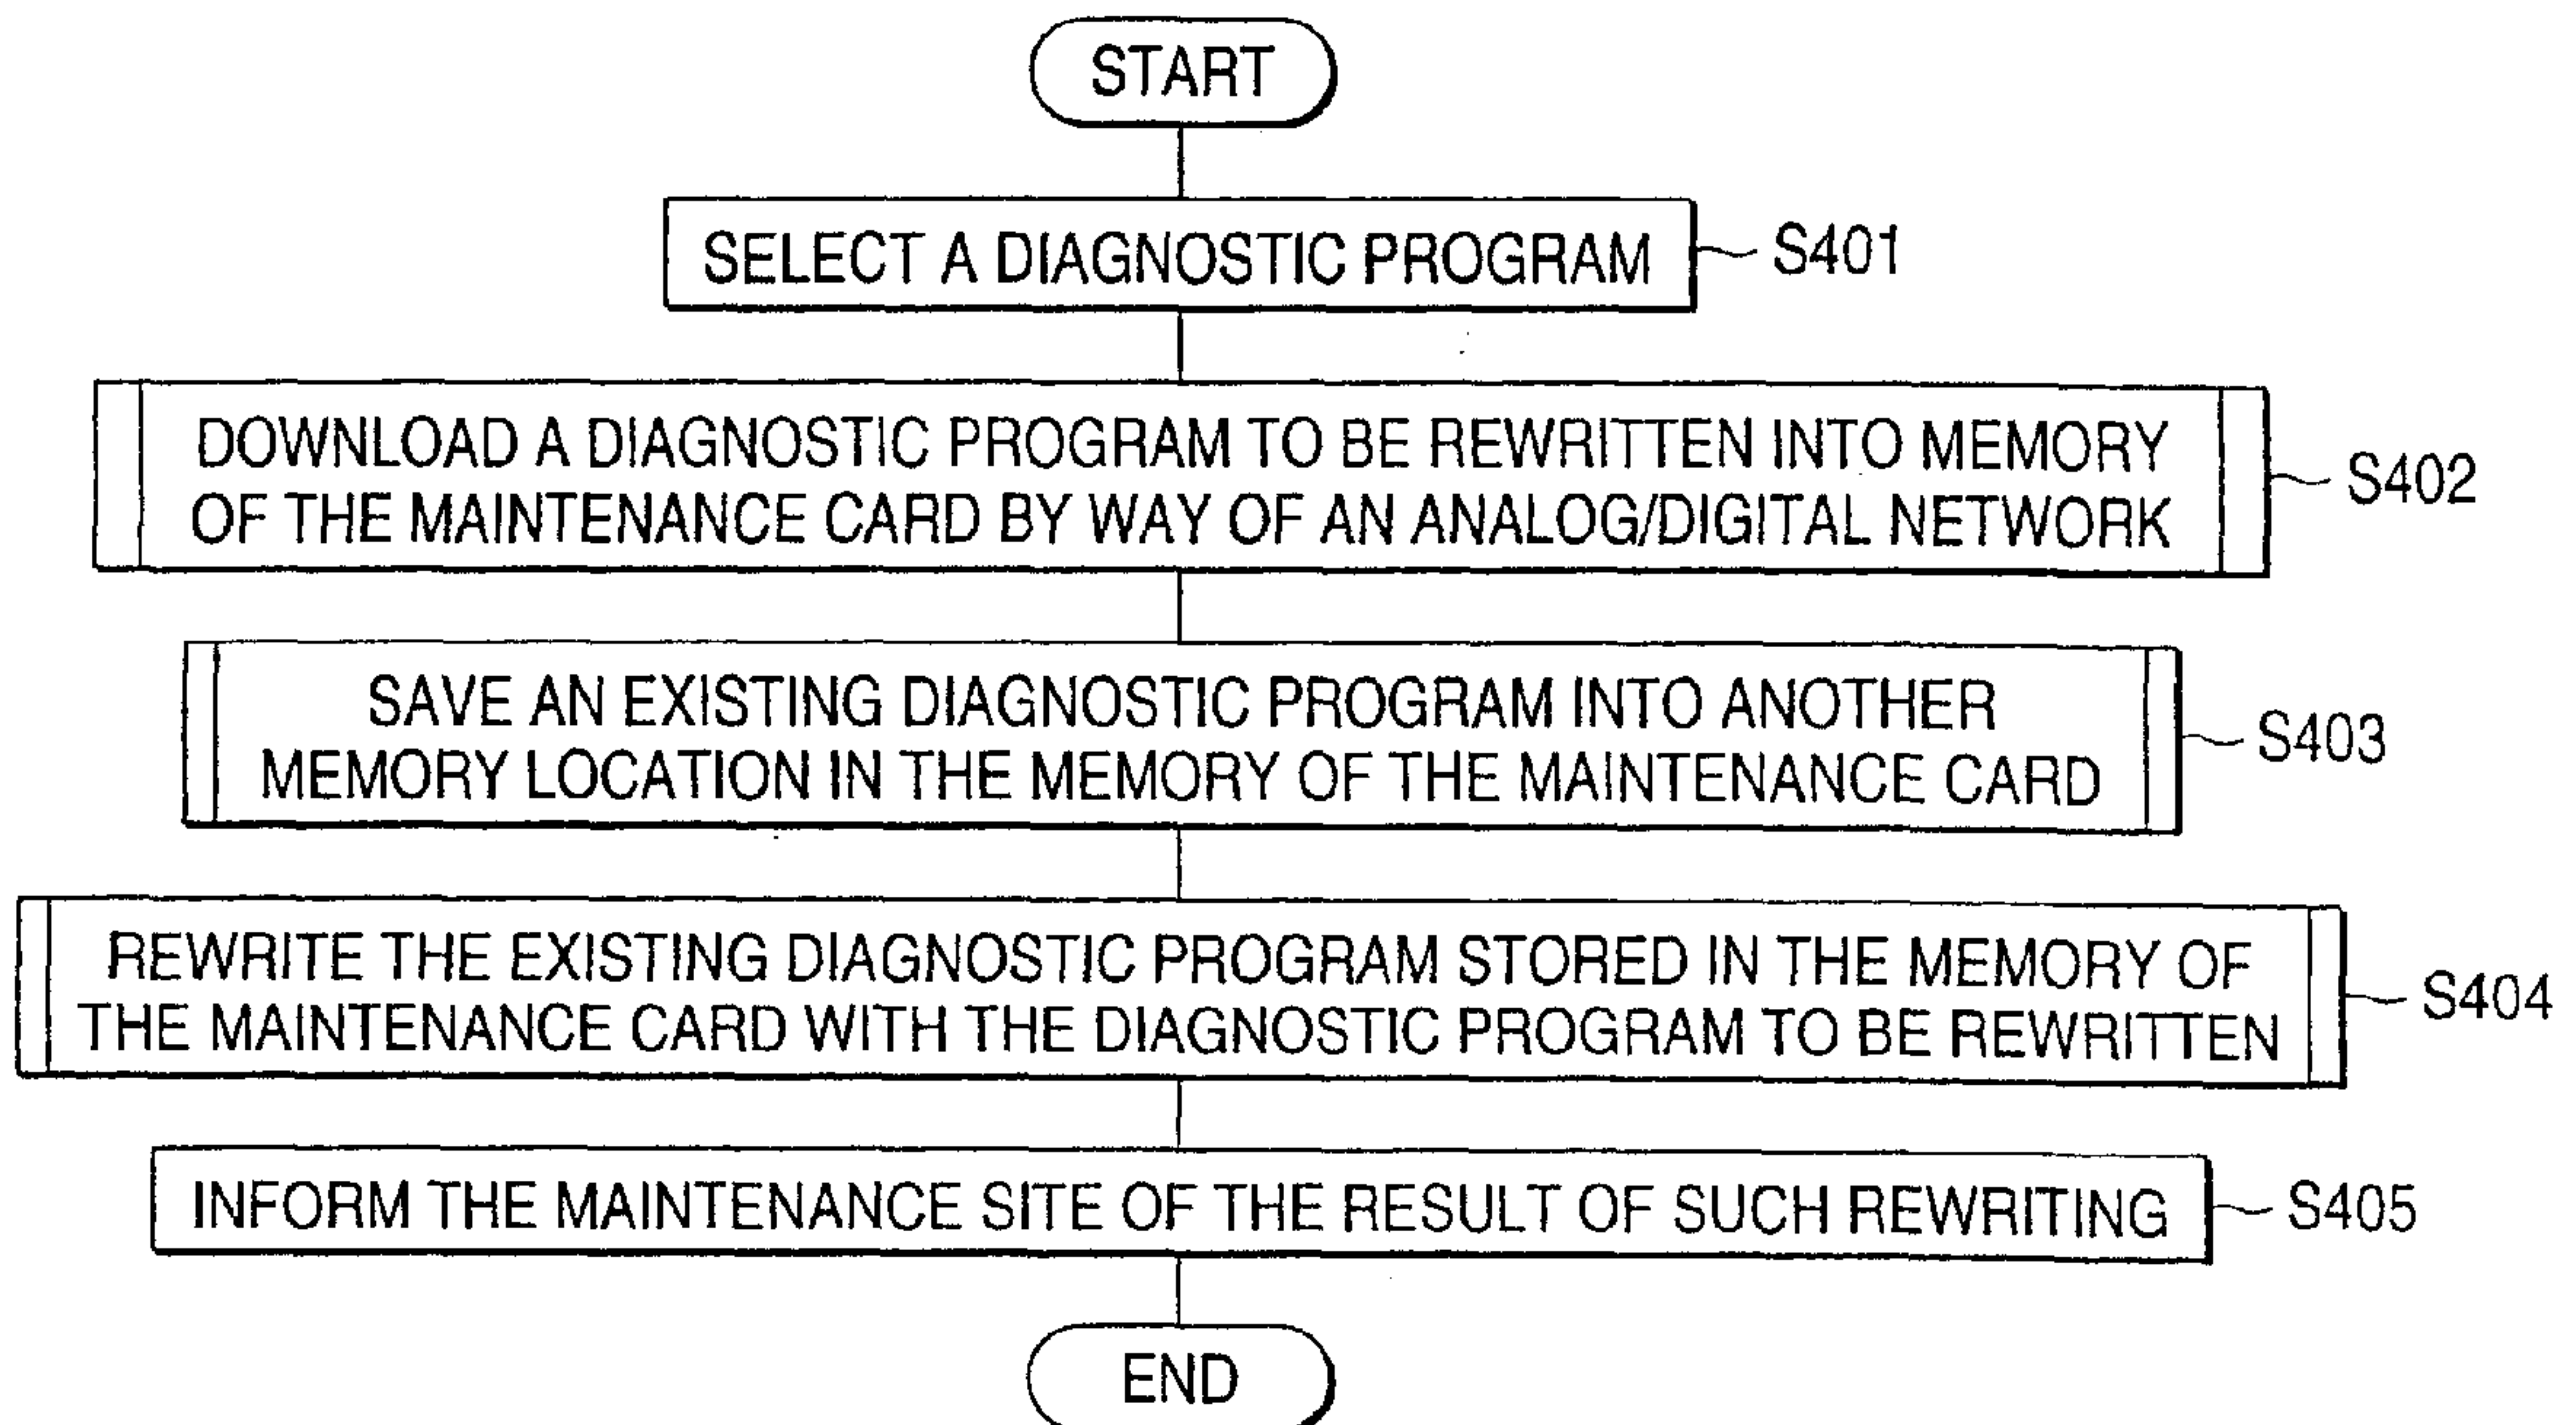 START
SELECT A DIAGNOSTIC PROGRAM
S401
DOWNLOAD A DIAGNOSTIC PROGRAM TO BE REWRITTEN INTO MEMORY
OF THE MAINTENANCE CARD BY WAY OF AN ANALOG/DIGITAL NETWORK
S402
SAVE AN EXISTING DIAGNOSTIC PROGRAM INTO ANOTHER
MEMORY LOCATION IN THE MEMORY OF THE MAINTENANCE CARD
S403
REWRITE THE EXISTING DIAGNOSTIC PROGRAM STORED IN THE MEMORY OF
THE MAINTENANCE CARD WITH THE DIAGNOSTIC PROGRAM TO BE REWRITTEN
S404
INFORM THE MAINTENANCE SITE OF THE RESULT OF SUCH REWRITING
S405
END